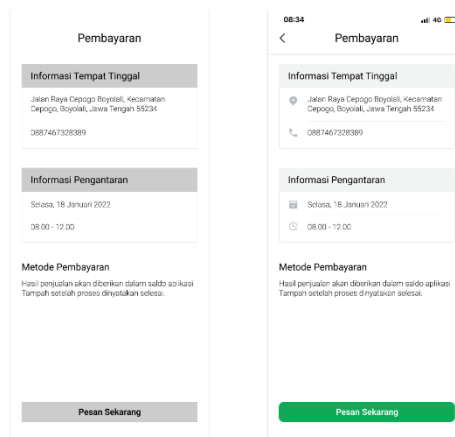 Pembayaran
Informasi Tempat Tinggal
Jalan Raya Cepogo Boyolali, Kecamatan
Cepogo, Boyolali, Jawa Tengah 55234
0887467328389
Informasi Pengantaran
Selasa, 18 Januari 2022
08.00 - 12.00
Metode Pembayaran
Hasil penjualan akan diberikan dalam saldo aplikasi
Tampah setelah proses dinyatakan selesai.
Pesan Sekarang
08:34
4G
Pembayaran
Informasi Tempat Tinggal
Jalan Raya Cepogo Boyolali, Kecamatan
Cepogo, Boyolali, Jawa Tengah 55234
0887467328389
Informasi Pengantaran
Selasa, 18 Januari 2022
08.00 - 12.00
Metode Pembayaran
Hasil penjualan akan diberikan dalam saldo aplikasi
Tampah setelah proses dinyatakan selesai.
Pesan Sekarang